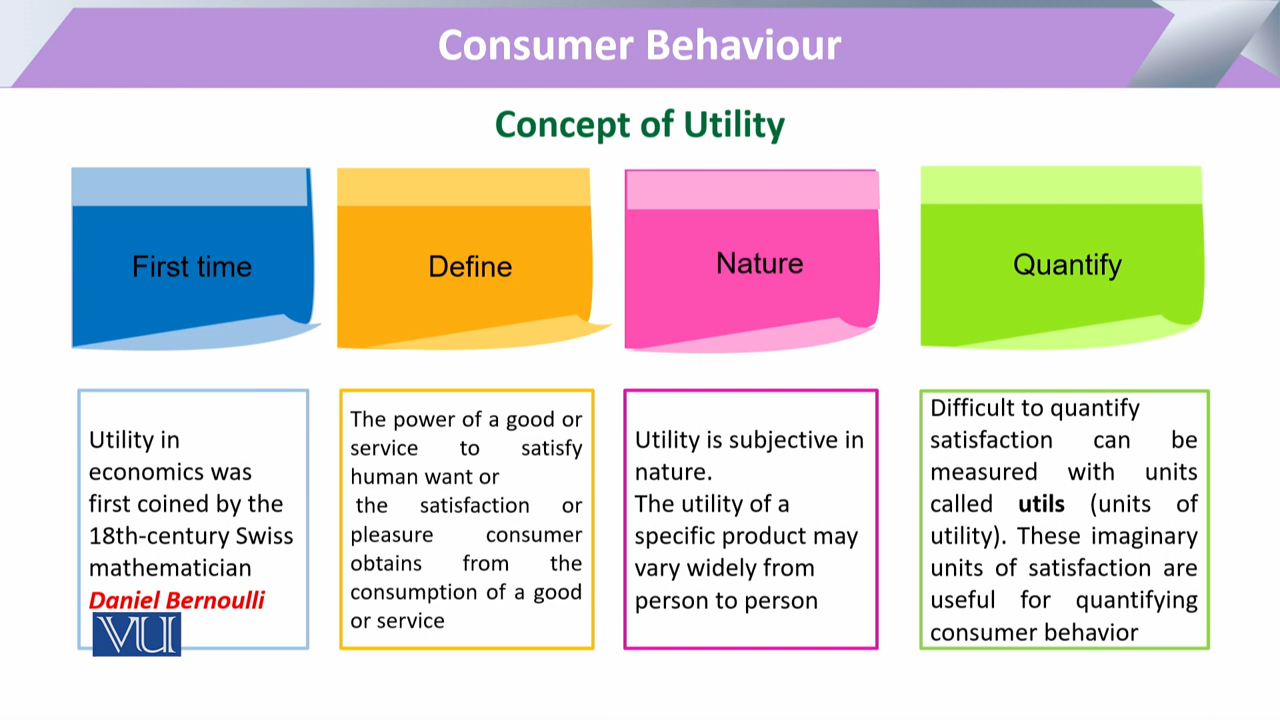 Consumer Behaviour
Concept of Utility
First time
Define
Nature
Quantify
Utility in
economics was
first coined by the
18th-century Swiss
mathematician
Daniel Bernoulli
VU
The power of a good or
service to satisfy
human want or
the satisfaction or
pleasure consumer
obtains from the
consumption of a good
or service
Utility is subjective in
nature.
The utility of a
specific product may
vary widely from
person to person
Difficult to quantify
satisfaction can be
measured with units
called utils (units of
utility). These imaginary
units of satisfaction are
useful for quantifying
consumer behavior